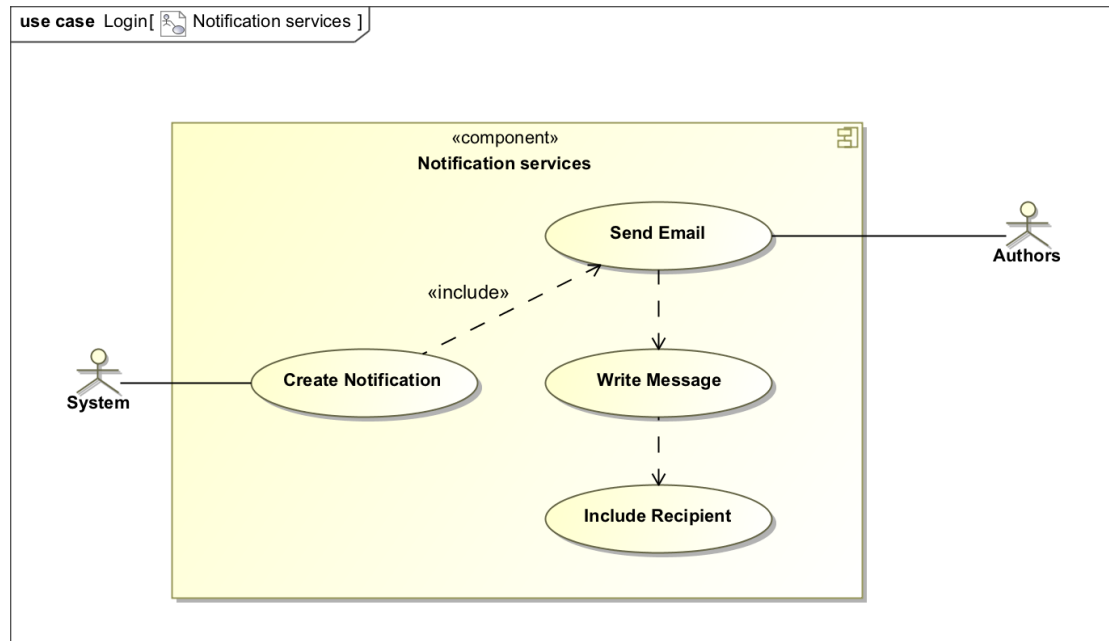 use case Login[ Notification services ]
«component»
Notification services
Send Email
Authors
«include»
Create Notification
Write Message
System
Include Recipient